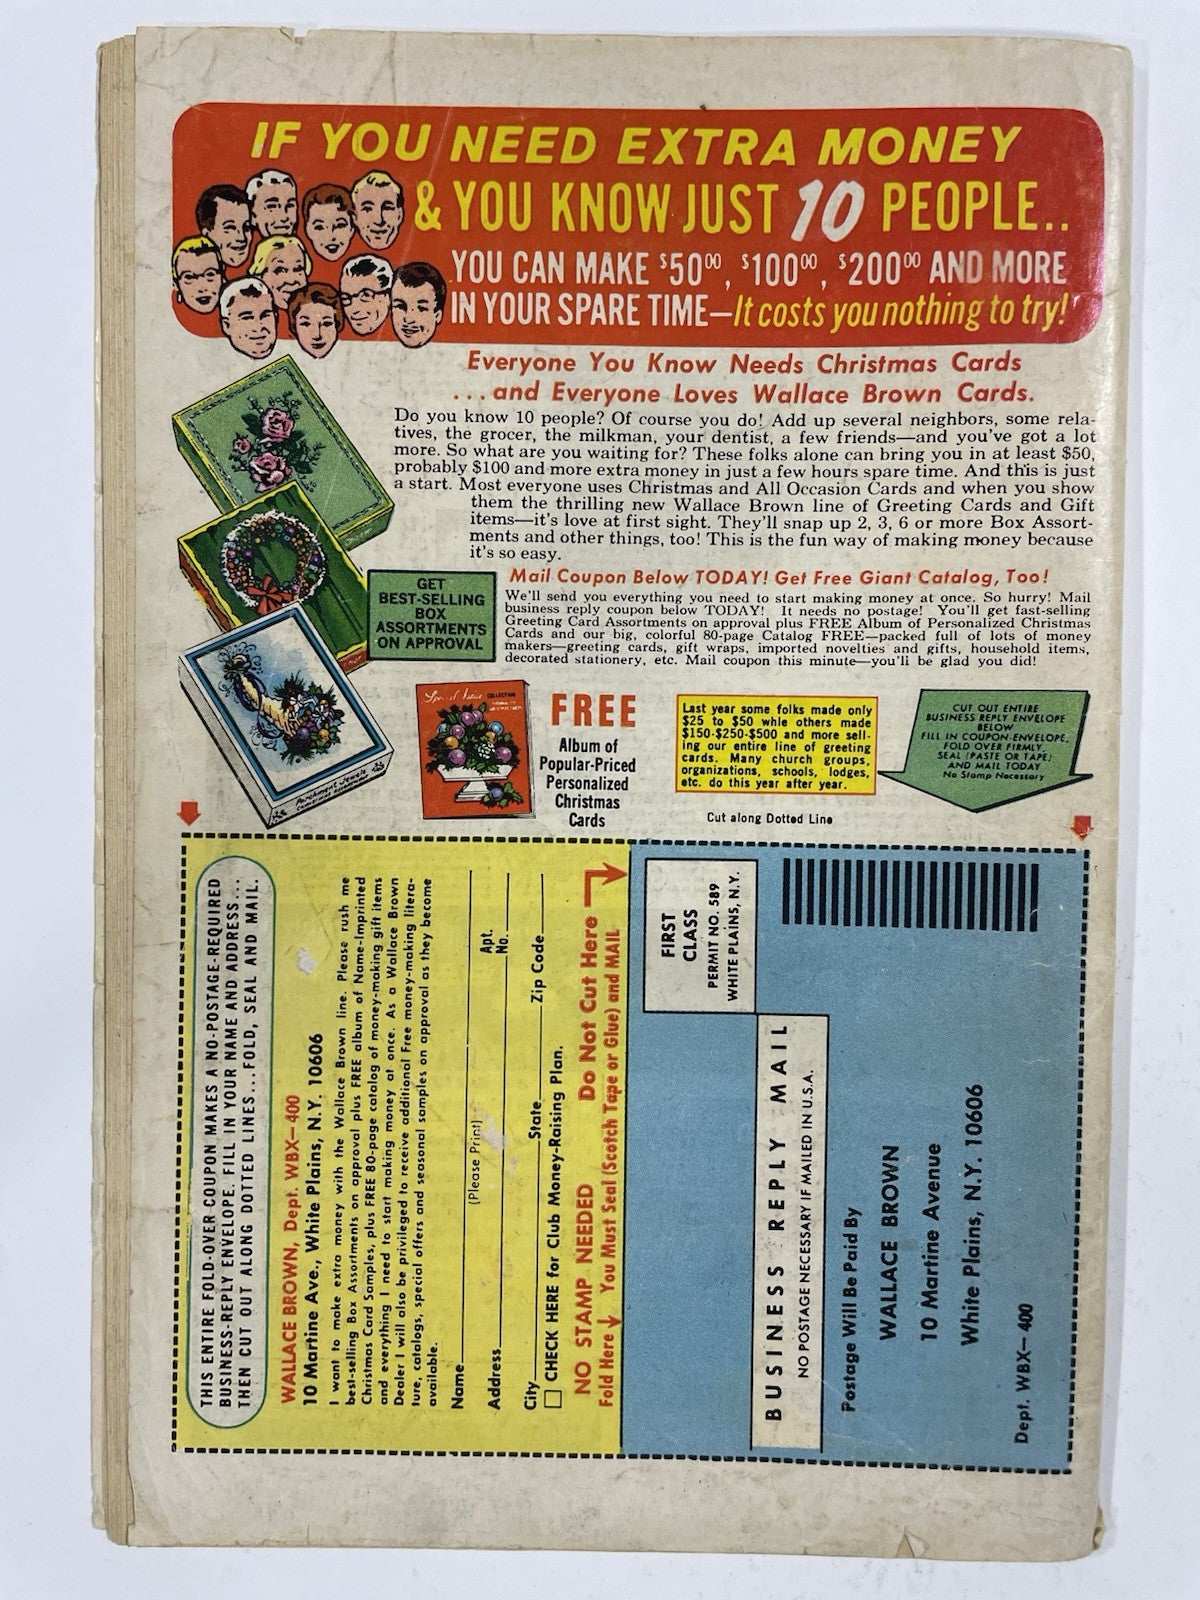 IF YOU NEED EXTRA MONEY
& YOU KNOW JUST 10 PEOPLE..
YOU CAN MAKE $50⁰⁰, $100⁰⁰, $200⁰⁰ AND MORE
IN YOUR SPARE TIME—It costs you nothing to try!
Everyone You Know Needs Christmas Cards
...and Everyone Loves Wallace Brown Cards.
Do you know 10 people? Of course you do! Add up several neighbors, some rela-
tives, the grocer, the milkman, your dentist, a few friends—and you've got a lot
more. So what are you waiting for? These folks alone can bring you in at least $50,
probably $100 and more extra money in just a few hours spare time. And this is just
a start. Most everyone uses Christmas and All Occasion Cards and when you show
them the thrilling new Wallace Brown line of Greeting Cards and Gift
items—it's love at first sight. They'll snap up 2, 3, 6 or more Box Assort-
ments and other things, too! This is the fun way of making money because
it's so easy.
GET
BEST-SELLING
BOX
ASSORTMENTS
ON APPROVAL
Mail Coupon Below TODAY! Get Free Giant Catalog, Too!
We'll send you everything you need to start making money at once. So hurry! Mail
business reply coupon below TODAY! It needs no postage! You'll get fast-selling
Greeting Card Assortments on approval plus FREE Album of Personalized Christmas
Cards and our big, colorful 80-page Catalog FREE—packed full of lots of money
makers—greeting cards, gift wraps, imported novelties and gifts, household items,
decorated stationery, etc. Mail coupon this minute—you'll be glad you did!
Parchment Jewels
Special Value COLLECTION
FREE
Album of
Popular-Priced
Personalized
Christmas
Cards
Last year some folks made only
$25 to $50 while others made
$150-$250-$500 and more sell-
ing our entire line of greeting
cards. Many church groups,
organizations, schools, lodges,
etc. do this year after year.
CUT OUT ENTIRE
BUSINESS REPLY ENVELOPE
BELOW
FILL IN COUPON-ENVELOPE,
FOLD OVER FIRMLY,
SEAL (PASTE OR TAPE)
AND MAIL TODAY
No Stamp Necessary
Cut along Dotted Line
THIS ENTIRE FOLD-OVER COUPON MAKES A NO-POSTAGE-REQUIRED
BUSINESS-REPLY ENVELOPE. FILL IN YOUR NAME AND ADDRESS...
THEN CUT OUT ALONG DOTTED LINES...FOLD, SEAL AND MAIL.
WALLACE BROWN, Dept. WBX—400
10 Martine Ave., White Plains, N.Y. 10606
I want to make extra money with the Wallace Brown line. Please rush me
best-selling Box Assortments on approval plus FREE album of Name-Imprinted
Christmas Card Samples, plus FREE 80-page catalog of money-making gift items
and everything I need to start making money at once. As a Wallace Brown
Dealer I will also be privileged to receive additional Free money-making litera-
ture, catalogs, special offers and seasonal samples on approval as they become
available.
Name
(Please Print)
Address Apt. No.
City State Zip Code
CHECK HERE for Club Money-Raising Plan.
NO STAMP NEEDED Do Not Cut Here
Fold Here You Must Seal (Scotch Tape or Glue) and MAIL
FIRST
CLASS
PERMIT NO. 589
WHITE PLAINS, N.Y.
BUSINESS REPLY MAIL
NO POSTAGE NECESSARY IF MAILED IN U.S.A.
Postage Will Be Paid By
WALLACE BROWN
10 Martine Avenue
White Plains, N.Y. 10606
Dept. WBX—400